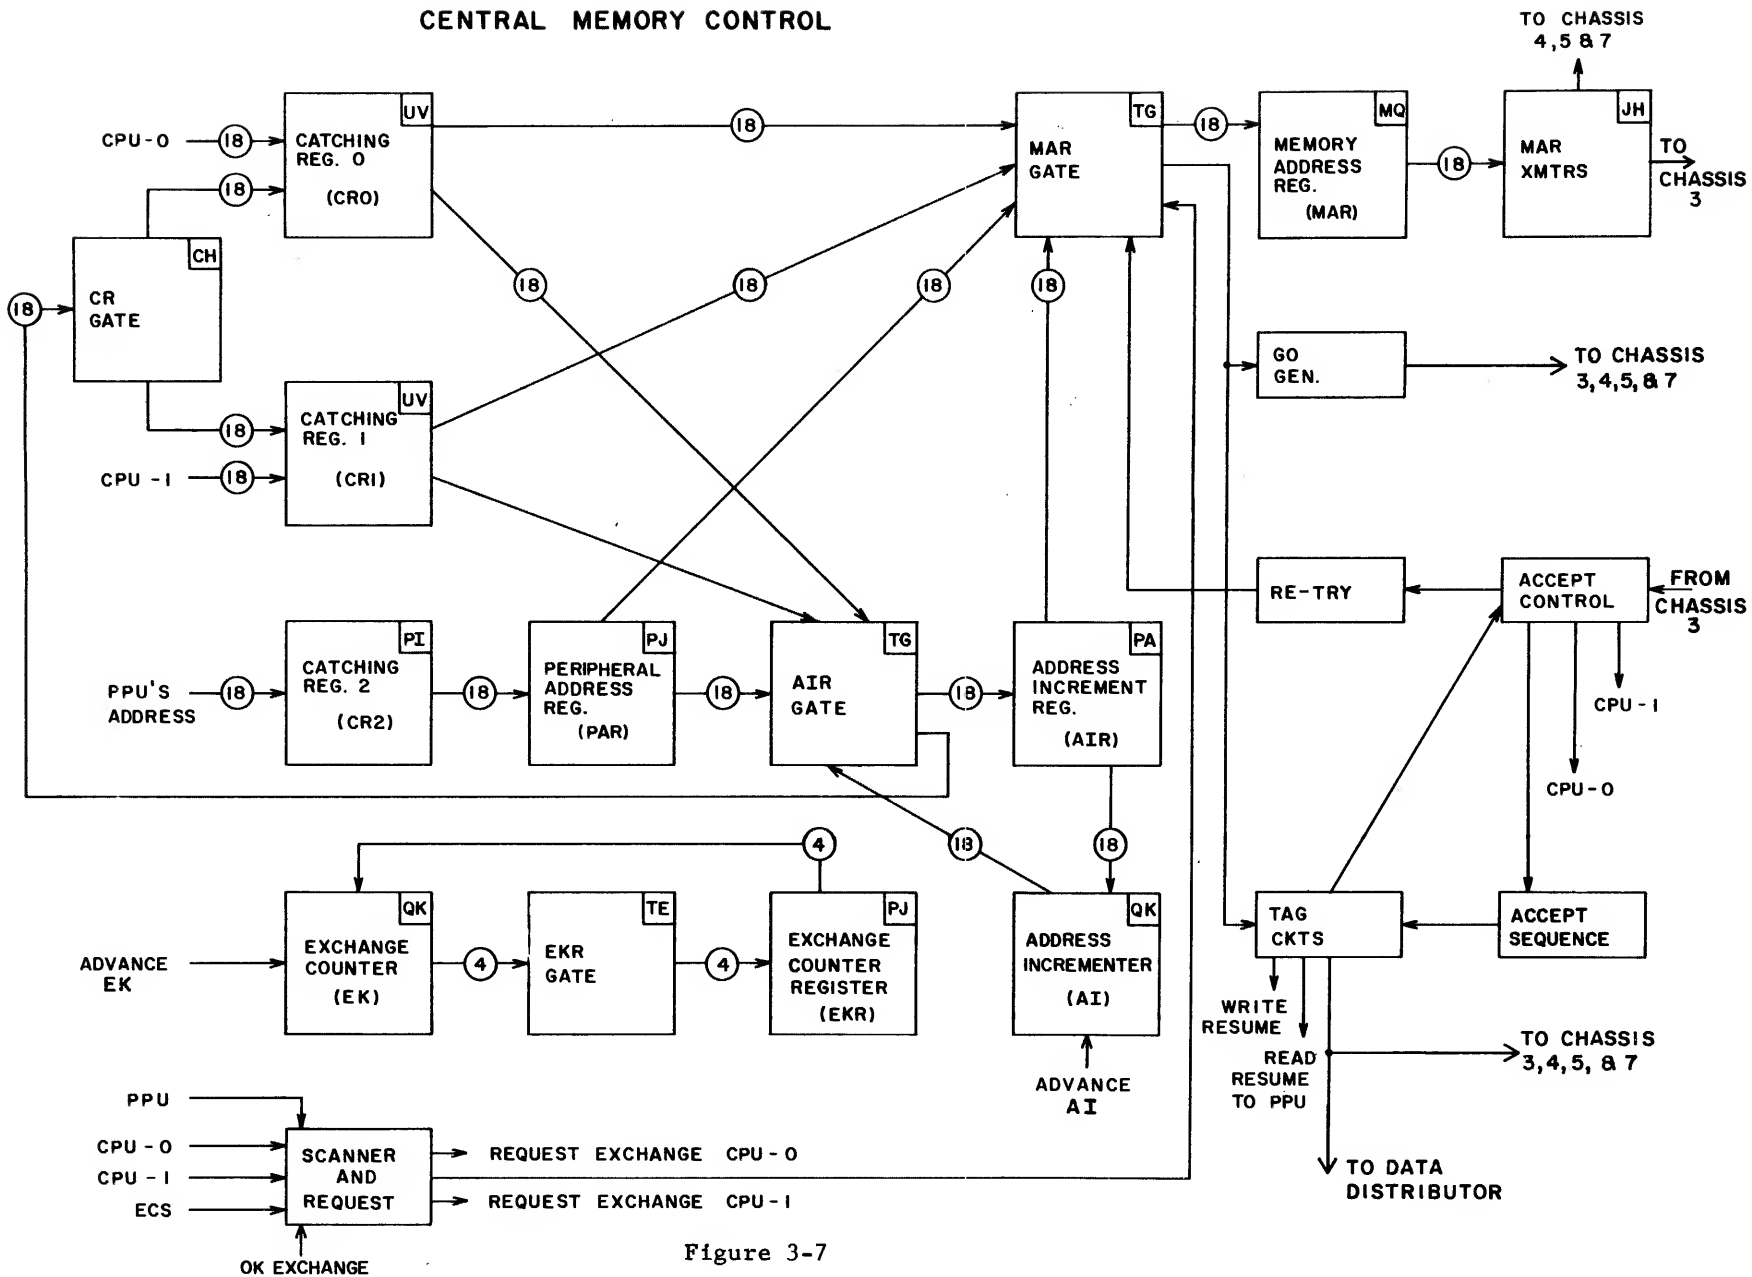 CENTRAL MEMORY CONTROL
TO CHASSIS
4,5 & 7
CPU-0
18
18
UV
CATCHING
REG. 0
(CRO)
18
TG
MAR
GATE
18
MQ
MEMORY
ADDRESS
REG.
(MAR)
18
JH
MAR
XMTRS
TO
CHASSIS
3
CH
CR
GATE
18
18
18
18
18
GO
GEN.
TO CHASSIS
3,4,5,& 7
UV
CATCHING
REG. 1
(CR1)
18
CPU-1
18
RE-TRY
ACCEPT
CONTROL
FROM
CHASSIS
3
CPU-1
CPU-0
PPU'S
ADDRESS
18
PI
CATCHING
REG. 2
(CR2)
18
PJ
PERIPHERAL
ADDRESS
REG.
(PAR)
18
TG
AIR
GATE
18
PA
ADDRESS
INCREMENT
REG.
(AIR)
4
18
18
ADVANCE
EK
QK
EXCHANGE
COUNTER
(EK)
4
TE
EKR
GATE
4
PJ
EXCHANGE
COUNTER
REGISTER
(EKR)
QK
ADDRESS
INCREMENTER
(AI)
ADVANCE
AI
TAG
CKTS
ACCEPT
SEQUENCE
WRITE
RESUME
READ
RESUME
TO PPU
TO CHASSIS
3,4,5, & 7
TO DATA
DISTRIBUTOR
PPU
CPU-0
CPU-1
ECS
SCANNER
AND
REQUEST
REQUEST EXCHANGE CPU-0
REQUEST EXCHANGE CPU-1
OK EXCHANGE
Figure 3-7